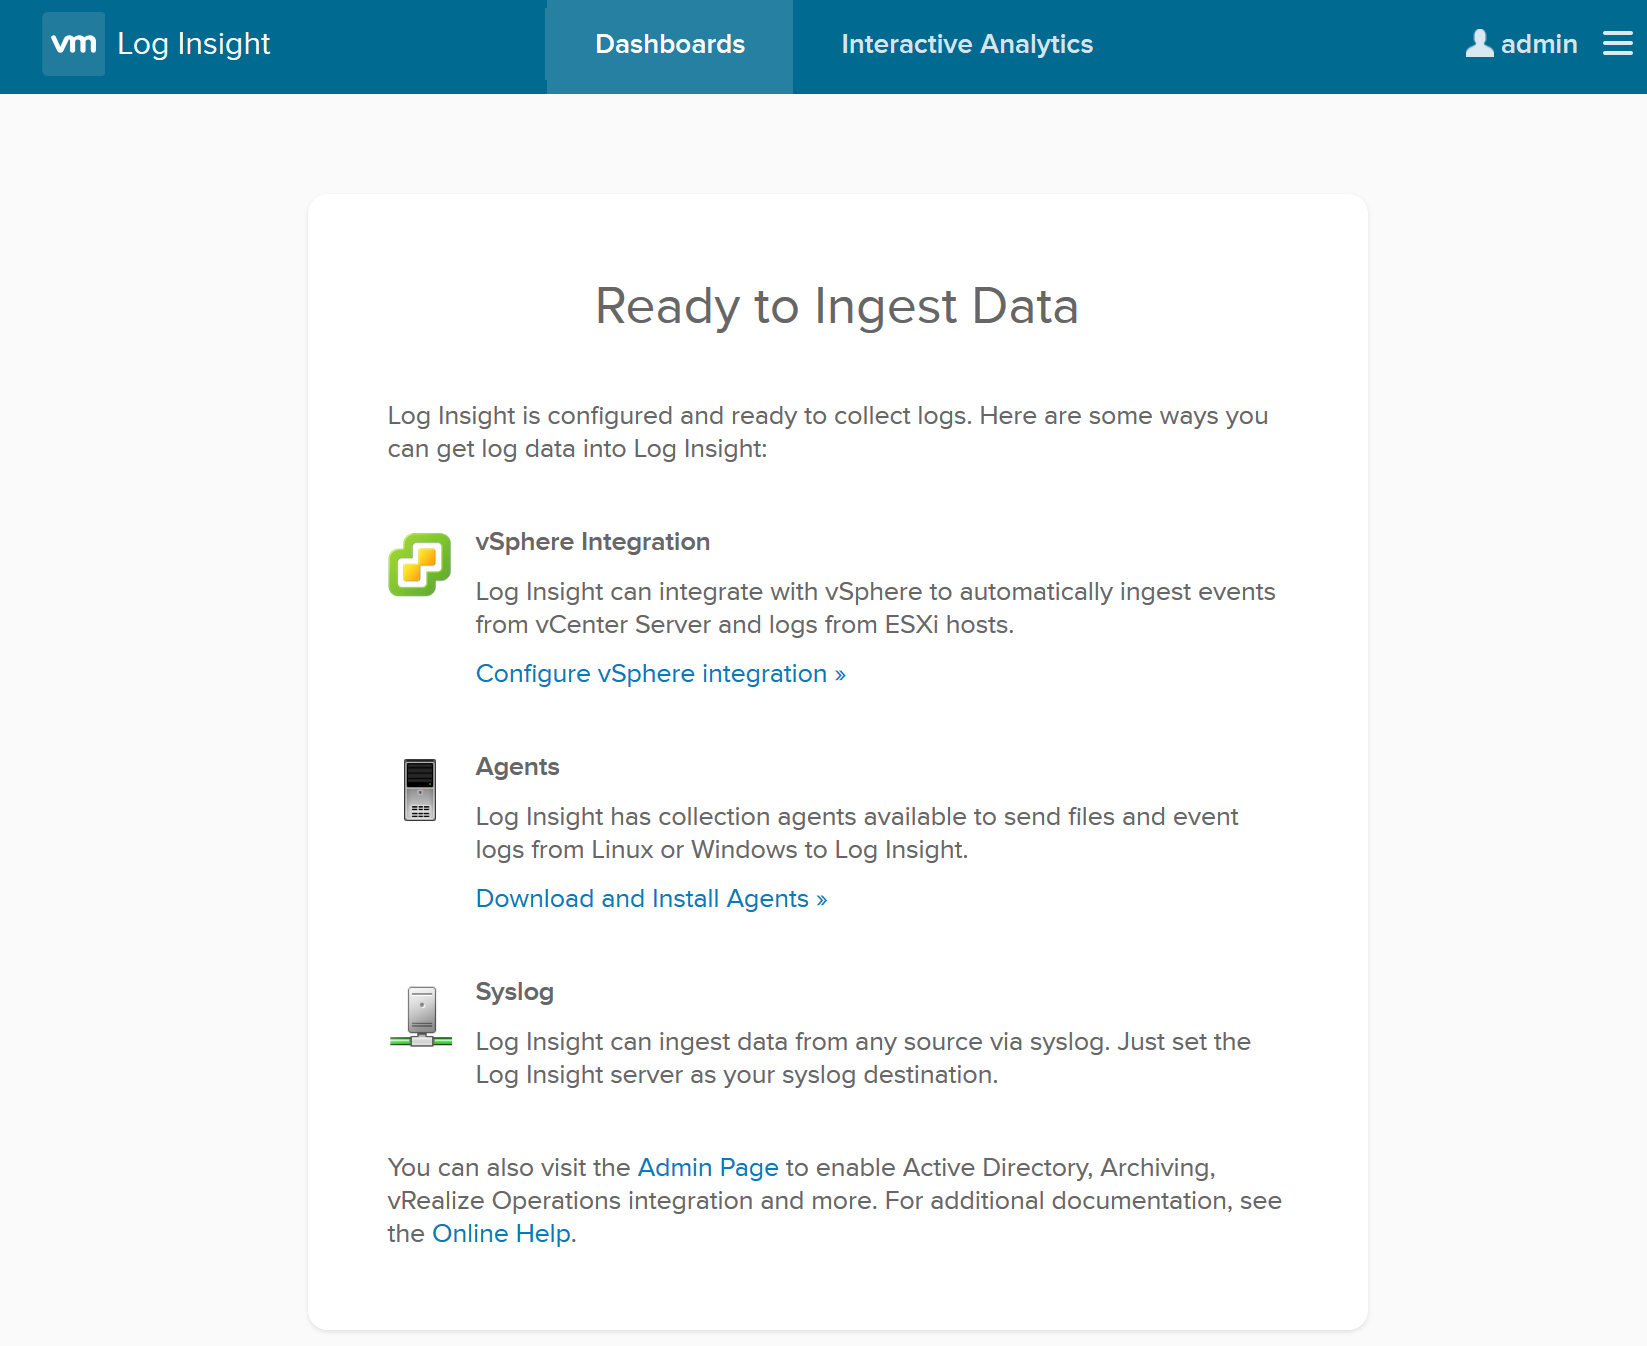 vm Log Insight Dashboards Interactive Analytics admin
Ready to Ingest Data
Log Insight is configured and ready to collect logs. Here are some ways you
can get log data into Log Insight:
vSphere Integration
Log Insight can integrate with vSphere to automatically ingest events
from vCenter Server and logs from ESXi hosts.
Configure vSphere integration »
Agents
Log Insight has collection agents available to send files and event
logs from Linux or Windows to Log Insight.
Download and Install Agents »
Syslog
Log Insight can ingest data from any source via syslog. Just set the
Log Insight server as your syslog destination.
You can also visit the Admin Page to enable Active Directory, Archiving,
vRealize Operations integration and more. For additional documentation, see
the Online Help.